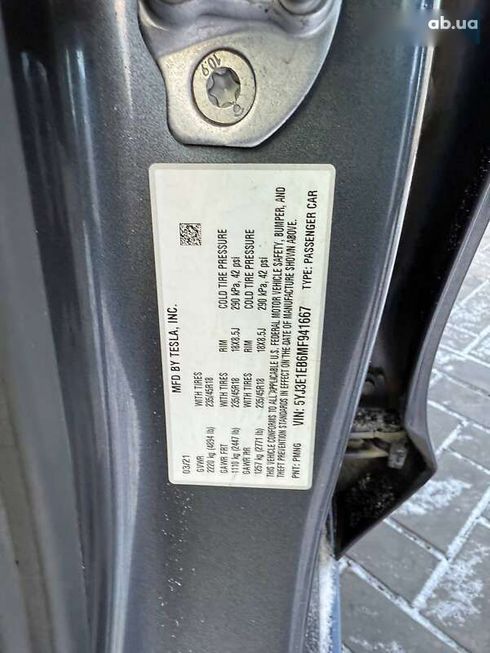 ab.ua
10.9
MFD BY TESLA, INC.
03/21
GVWR WITH TIRES RIM COLD TIRE PRESSURE
2220 kg (4894 lb) 235/45R18 18X8.5J 290 kPa, 42 psi
GAWR FRT WITH TIRES RIM COLD TIRE PRESSURE
1110 kg (2447 lb) 235/45R18 18X8.5J 290 kPa, 42 psi
GAWR RR
1257 kg (2771 lb)
THIS VEHICLE CONFORMS TO ALL APPLICABLE U.S. FEDERAL MOTOR VEHICLE SAFETY, BUMPER, AND
THEFT PREVENTION STANDARDS IN EFFECT ON THE DATE OF MANUFACTURE SHOWN ABOVE.
PNT: PMNG VIN: 5YJ3E1EB6MF941667 TYPE: PASSENGER CAR